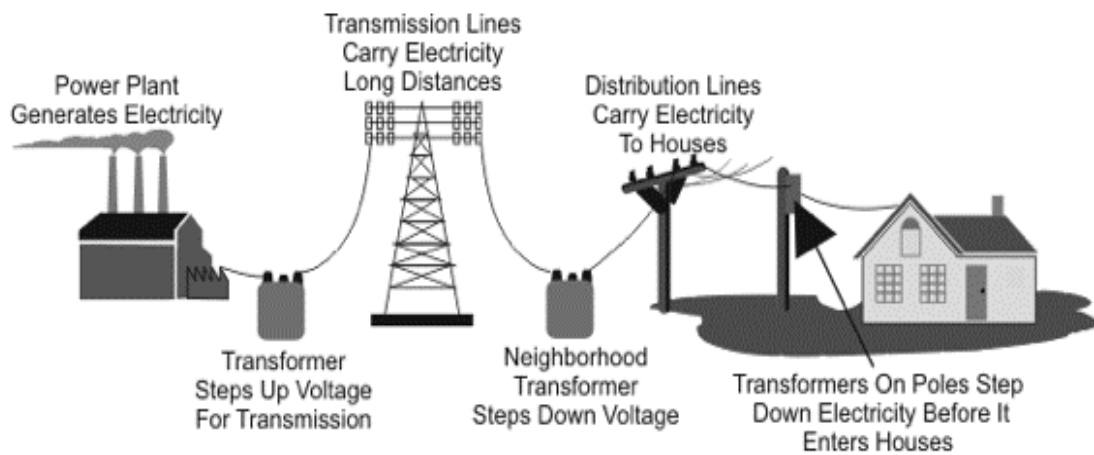 Power Plant
Generates Electricity
Transmission Lines
Carry Electricity
Long Distances
Distribution Lines
Carry Electricity
To Houses
Transformer
Steps Up Voltage
For Transmission
Neighborhood
Transformer
Steps Down Voltage
Transformers On Poles Step
Down Electricity Before It
Enters Houses